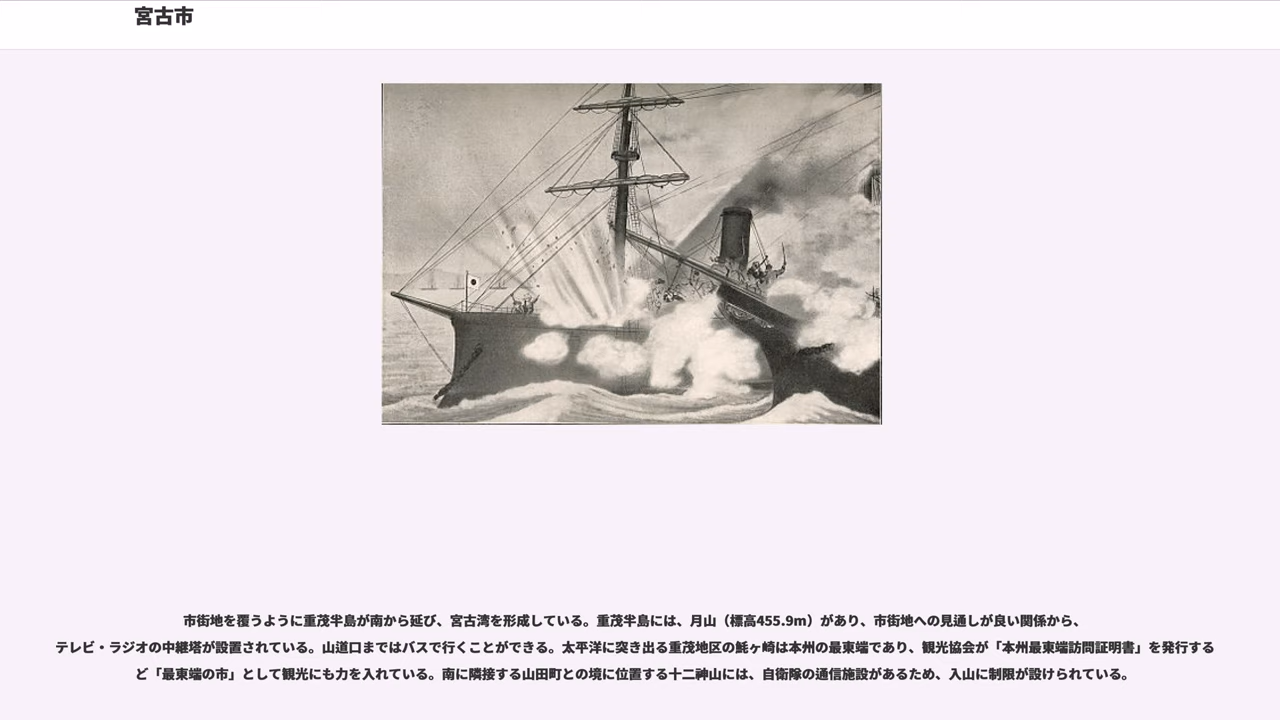 宮古市
市街地を覆うように重茂半島が南から延び、宮古湾を形成している。重茂半島には、月山（標高455.9m）があり、市街地への見通しが良い関係から、
テレビ・ラジオの中継塔が設置されている。山道口まではバスで行くことができる。太平洋に突き出る重茂地区の魹ヶ崎は本州の最東端であり、観光協会が「本州最東端訪問証明書」を発行する
ど「最東端の市」として観光にも力を入れている。南に隣接する山田町との境に位置する十二神山には、自衛隊の通信施設があるため、入山に制限が設けられている。